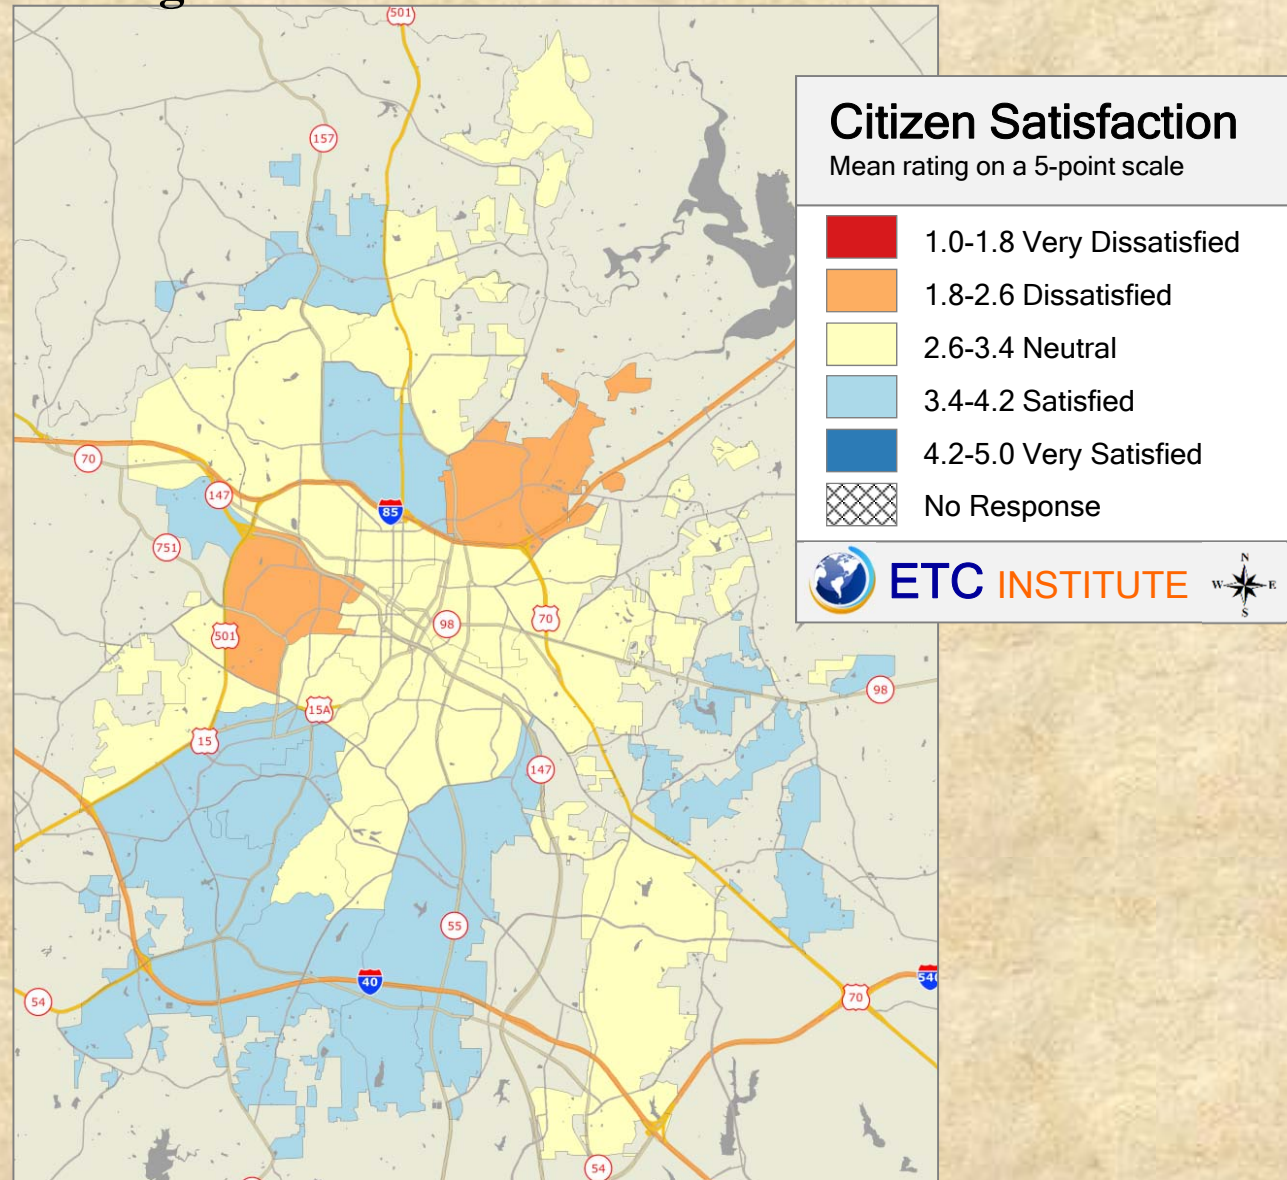 501
157
Citizen Satisfaction
Mean rating on a 5-point scale
1.0-1.8 Very Dissatisfied
1.8-2.6 Dissatisfied
2.6-3.4 Neutral
3.4-4.2 Satisfied
4.2-5.0 Very Satisfied
No Response
ETC INSTITUTE
N
W E
S
70
147
85
751
501
98
70
98
15A
15
147
55
40
54
70
540
54